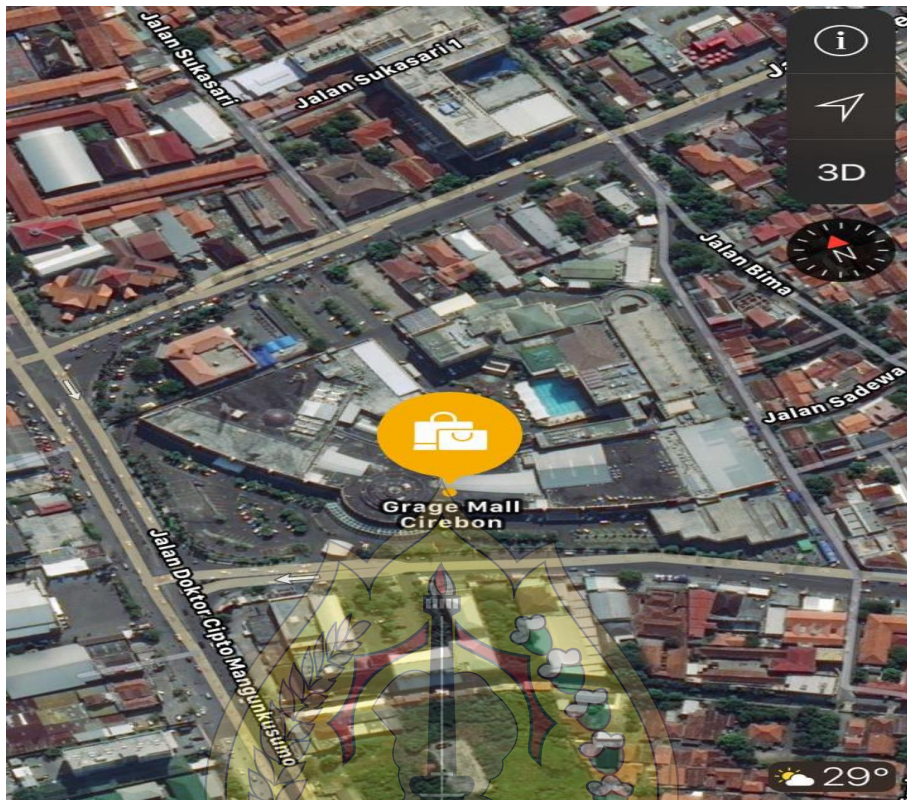 Jalan Sukasari
Jalan Sukasari 1
3D
N
Jalan Bima
Jalan Sadewa
Grage Mall
Cirebon
Jalan Doktor Cipto Mangunkusumo
29°